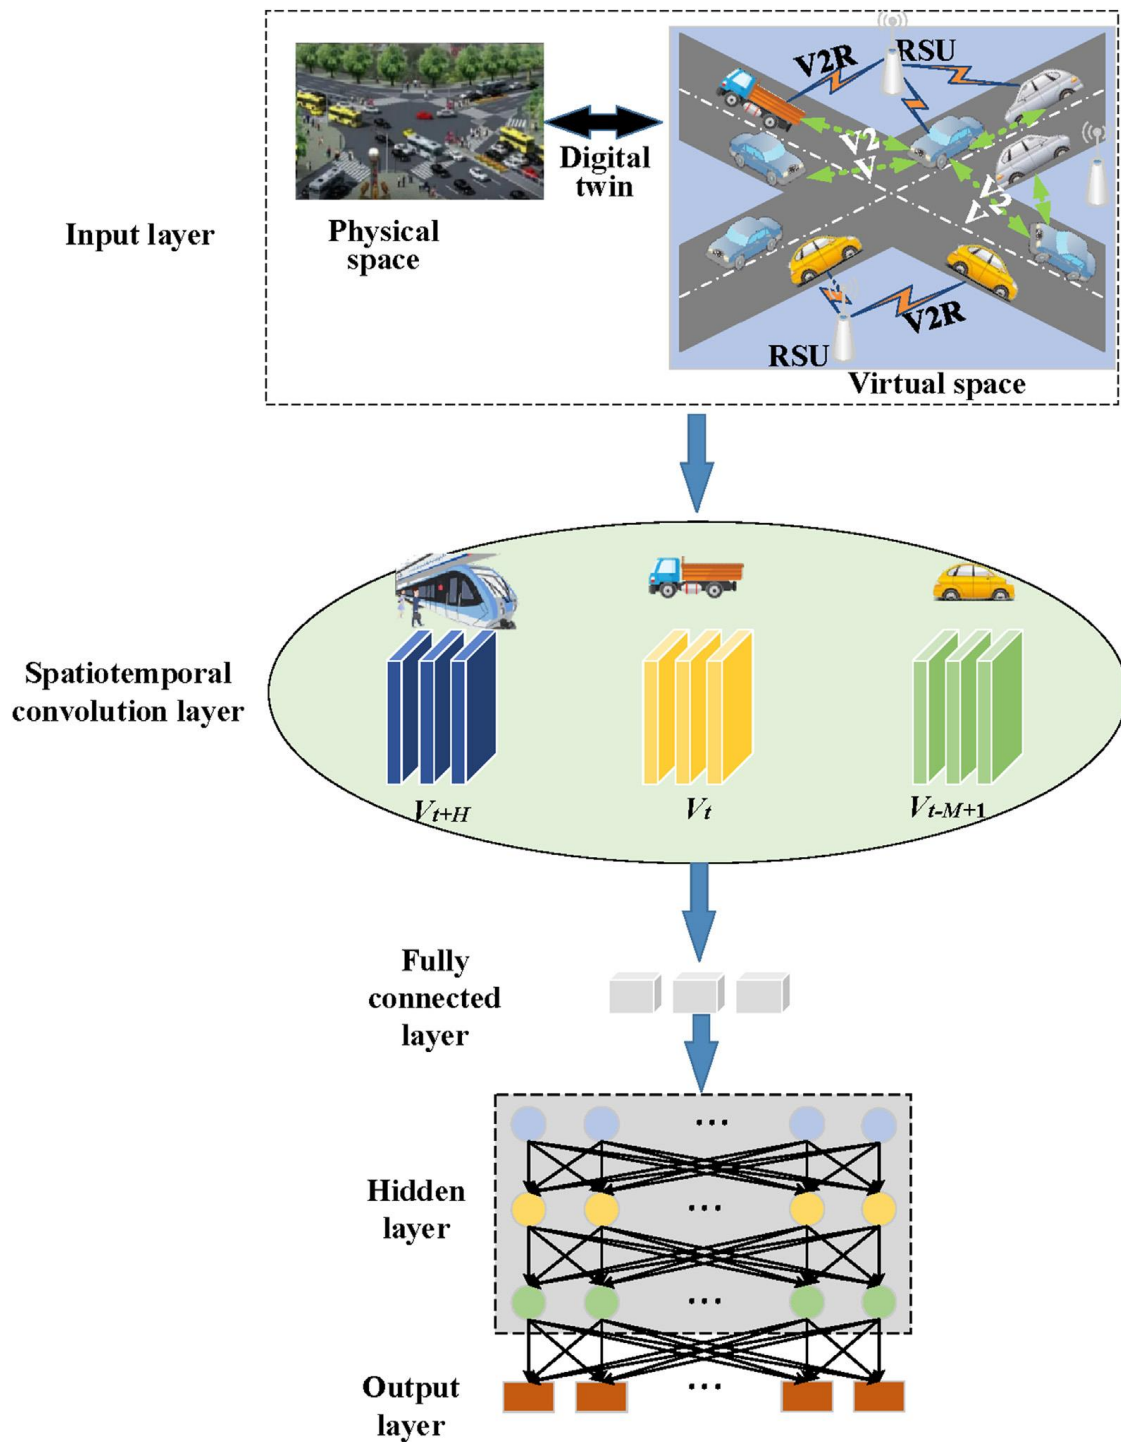 V2R
RSU
V2
V
Digital
twin
V2
V
Input layer
Physical
space
V2R
RSU
Virtual space
Spatiotemporal
convolution layer
Vt+H
Vt
Vt-M+1
Fully
connected
layer
...
Hidden
layer
...
...
Output
layer
...